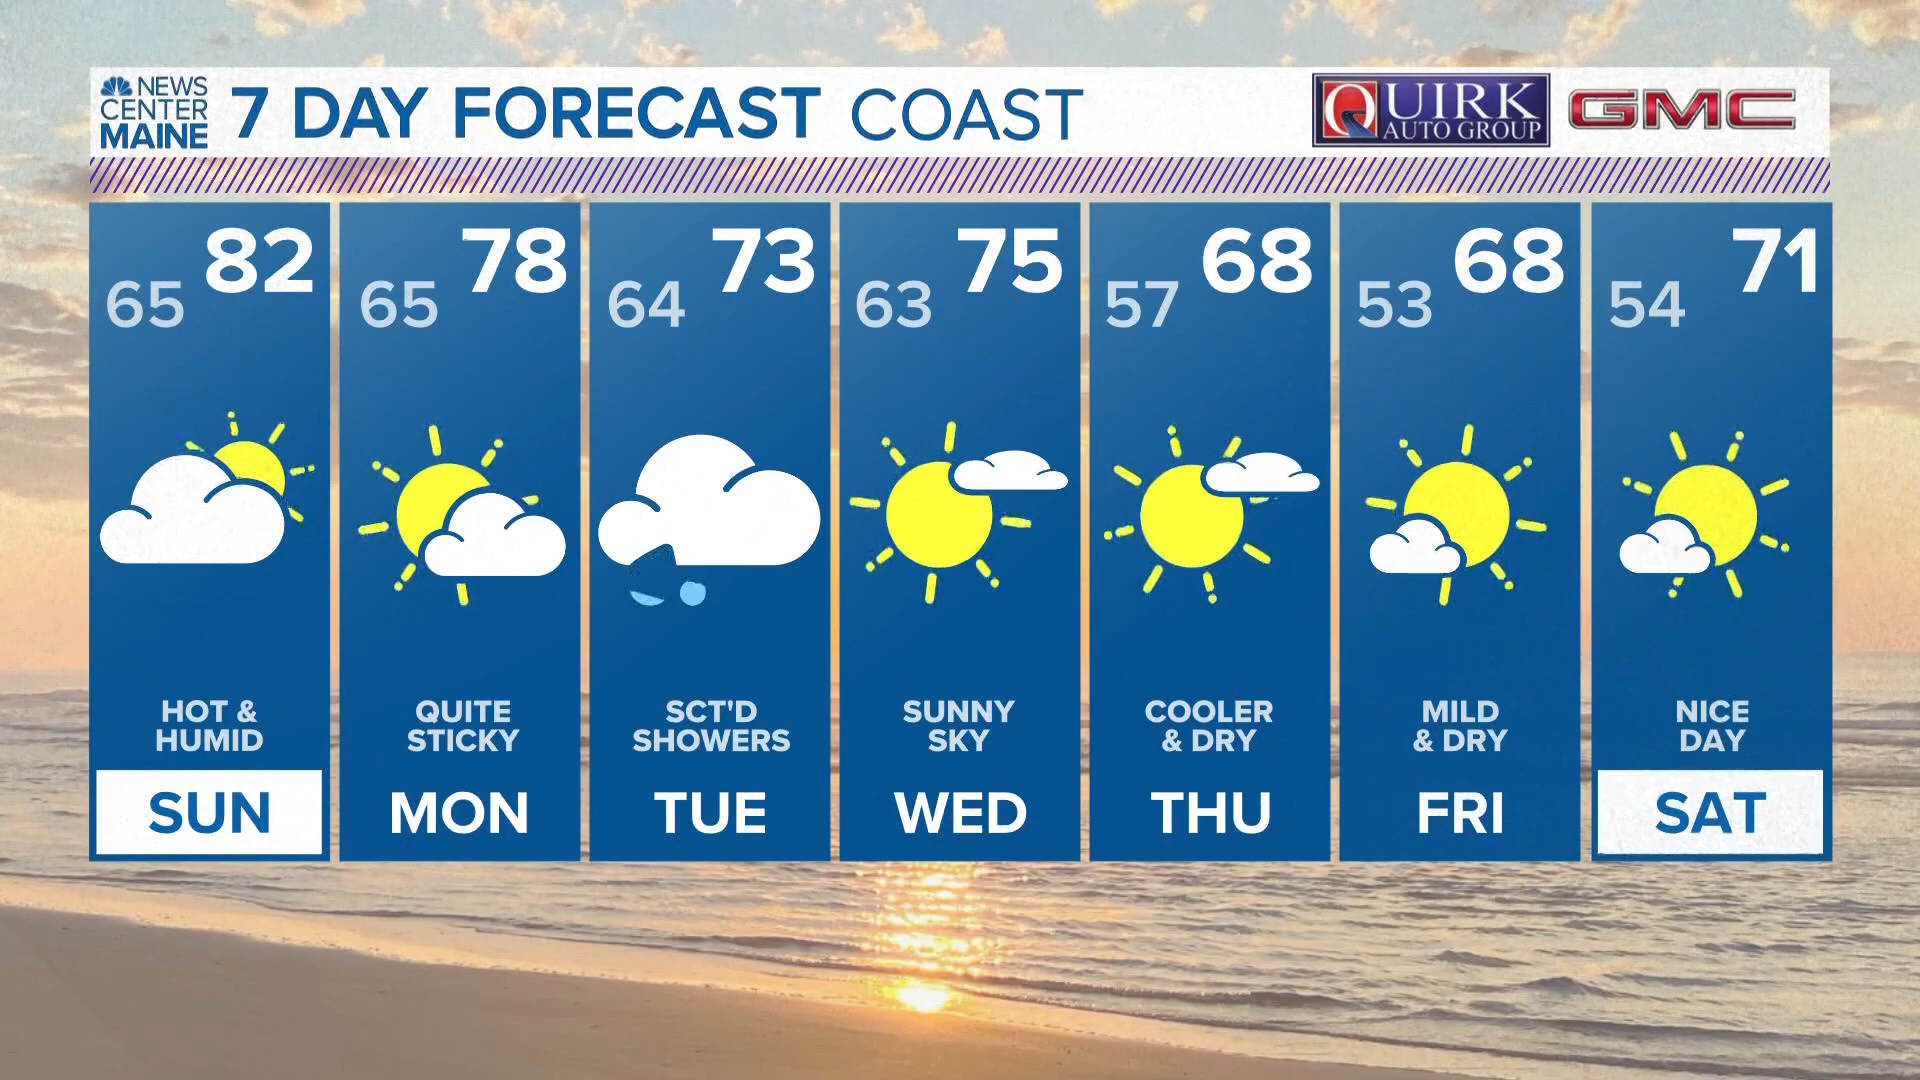 NEWS
CENTER
MAINE
7 DAY FORECAST COAST
QUIRK
AUTO GROUP
GMC
65 82
65 78
64 73
63 75
57 68
53 68
54 71
HOT &
HUMID
QUITE
STICKY
SCT'D
SHOWERS
SUNNY
SKY
COOLER
& DRY
MILD
& DRY
NICE
DAY
SUN
MON
TUE
WED
THU
FRI
SAT